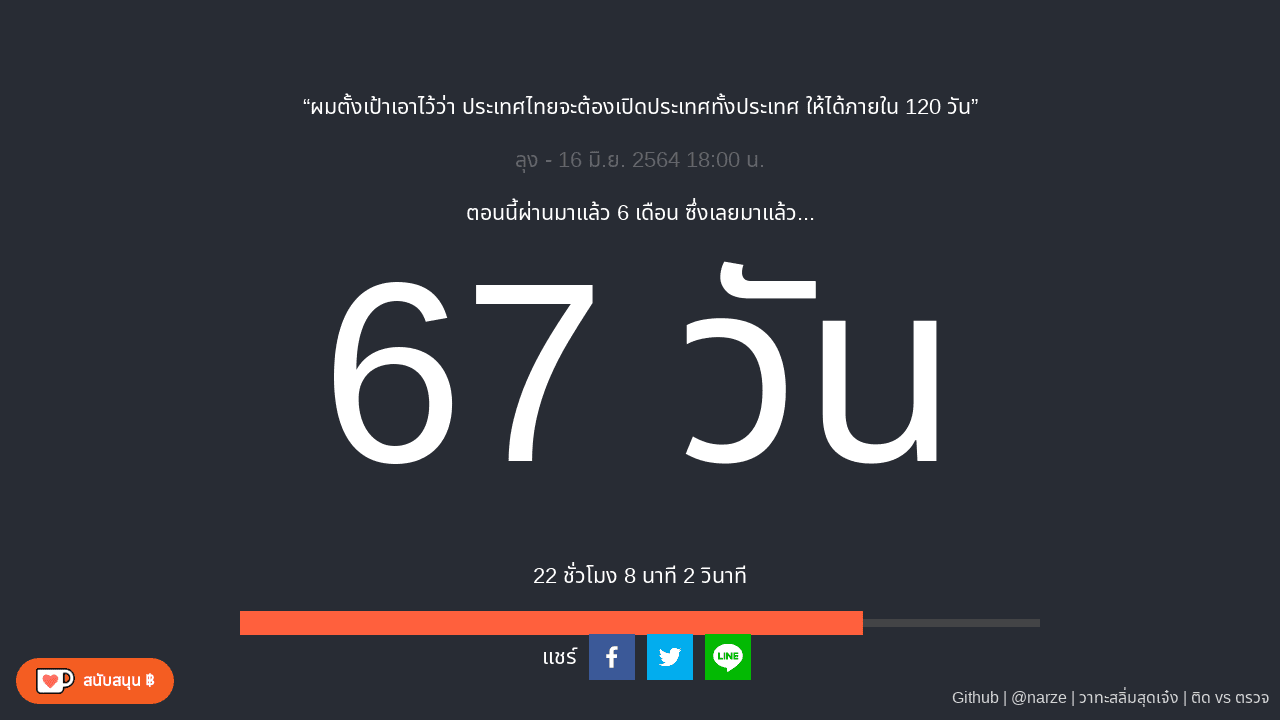 “ผมตั้งเป้าเอาไว้ว่า ประเทศไทยจะต้องเปิดประเทศทั้งประเทศ ให้ได้ภายใน 120 วัน”
ลุง - 16 มิ.ย. 2564 18:00 น.
ตอนนี้ผ่านมาแล้ว 6 เดือน ซึ่งเลยมาแล้ว...
67 วัน
22 ชั่วโมง 8 นาที 2 วินาที
แชร์
LINE
สนับสนุน ฿
Github | @narze | วาทะสลิ่มสุดเจ๋ง | ติด vs ตรวจ